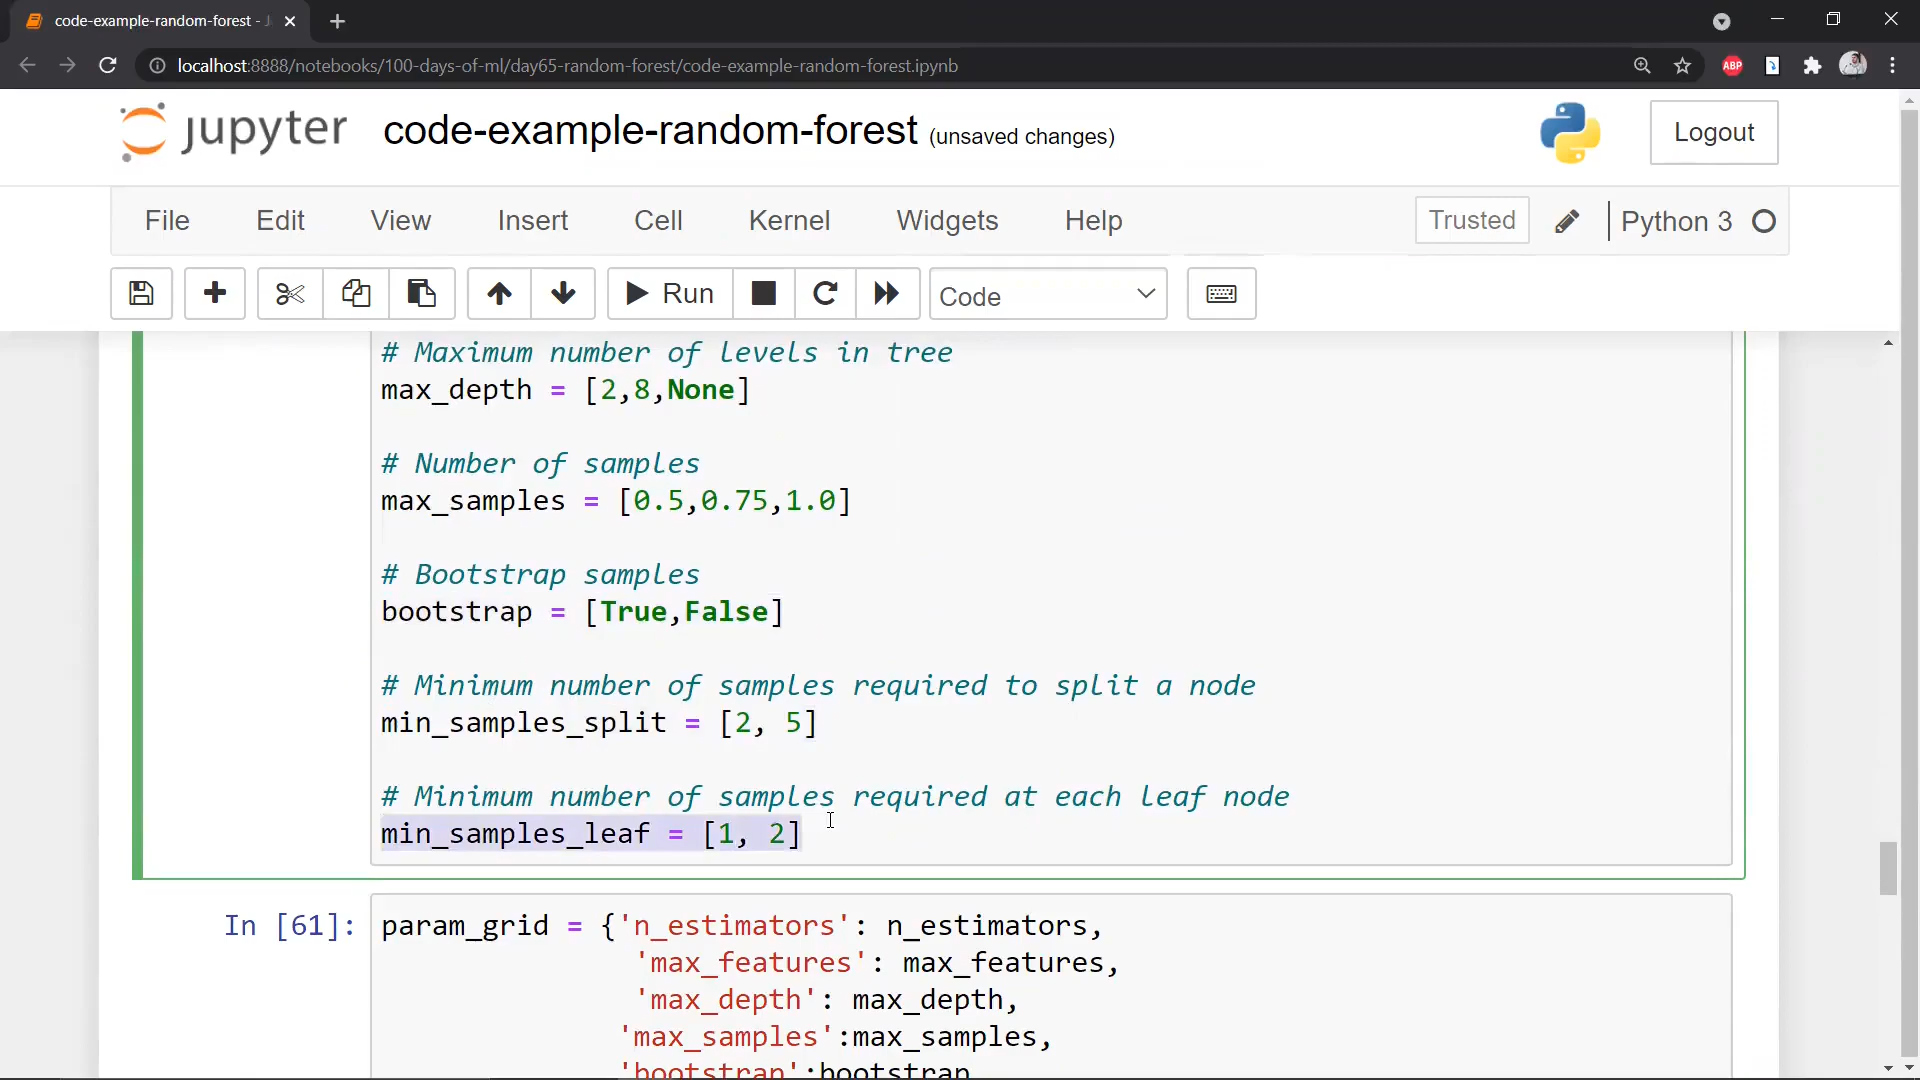 code-example-random-forest - J
localhost:8888/notebooks/100-days-of-ml/day65-random-forest/code-example-random-forest.ipynb
ABP
jupyter code-example-random-forest (unsaved changes)
Logout
File Edit View Insert Cell Kernel Widgets Help
Trusted
Python 3
Run
Code
# Maximum number of levels in tree
max_depth = [2,8,None]
# Number of samples
max_samples = [0.5,0.75,1.0]
# Bootstrap samples
bootstrap = [True,False]
# Minimum number of samples required to split a node
min_samples_split = [2, 5]
# Minimum number of samples required at each leaf node
min_samples_leaf = [1, 2]
In [61]: param_grid = {'n_estimators': n_estimators,
'max_features': max_features,
'max_depth': max_depth,
'max_samples':max_samples,
'bootstrap':bootstrap